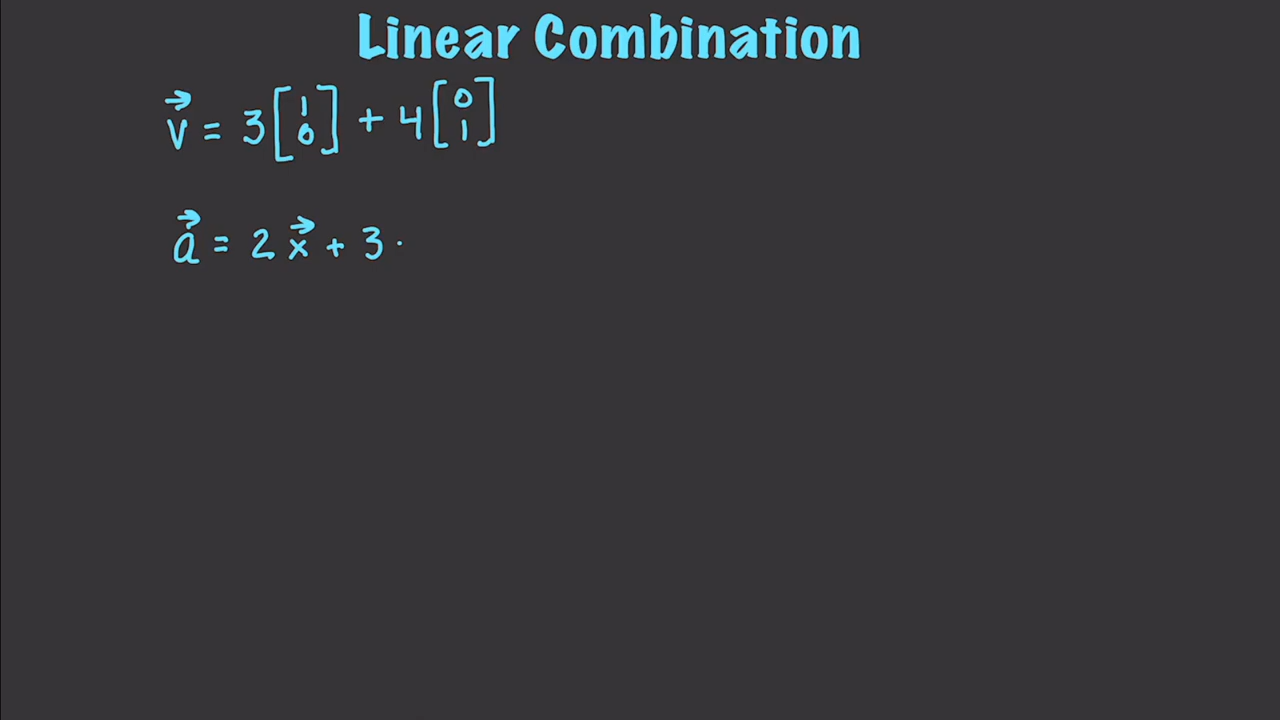 Linear Combination
v⃗ = 3 [1 0] + 4 [0 1]
a⃗ = 2 x⃗ + 3 ·